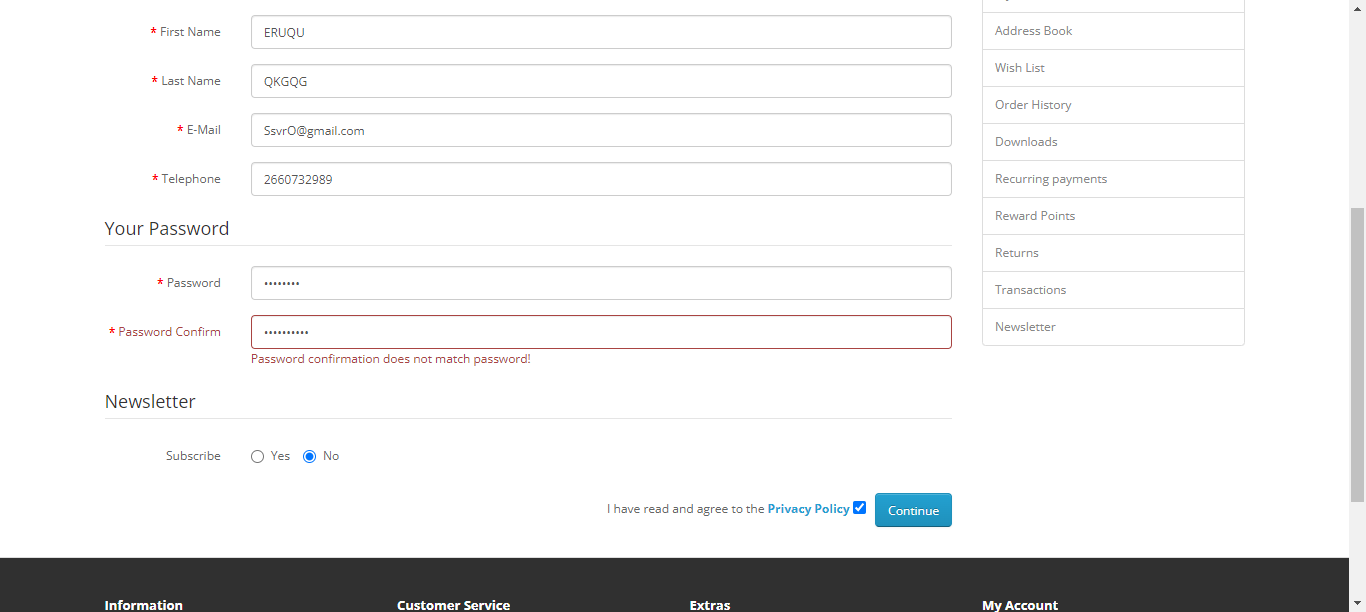 * First Name ERUQU
* Last Name QKGQG
* E-Mail SsvrO@gmail.com
* Telephone 2660732989
Your Password
* Password ••••••••
* Password Confirm ••••••••••
Password confirmation does not match password!
Newsletter
Subscribe Yes No
I have read and agree to the Privacy Policy Continue
Address Book
Wish List
Order History
Downloads
Recurring payments
Reward Points
Returns
Transactions
Newsletter
Information Customer Service Extras My Account